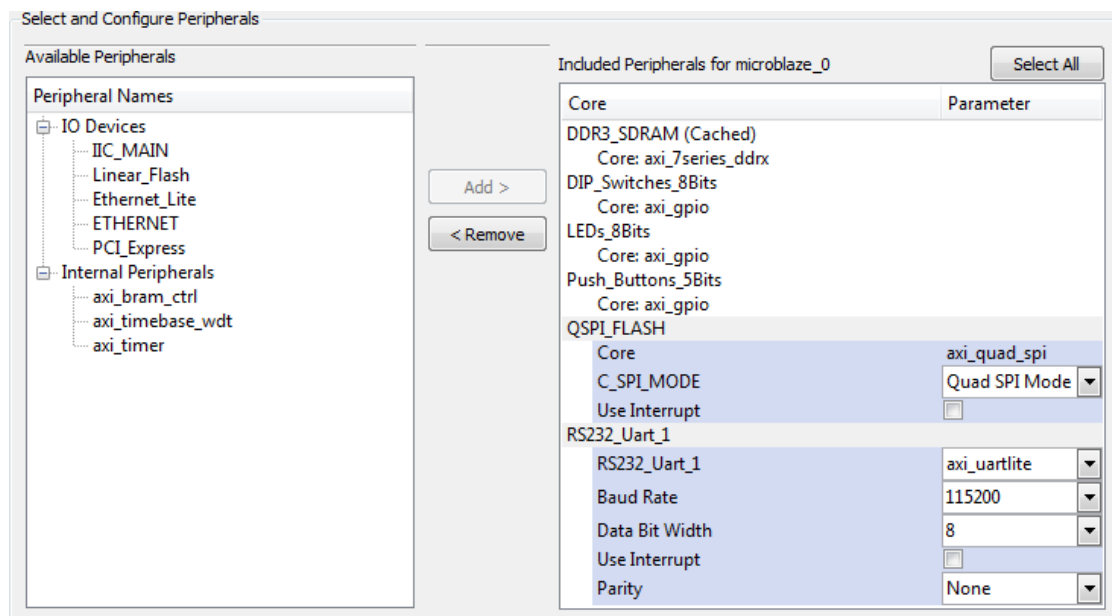 Select and Configure Peripherals
Available Peripherals
Peripheral Names
IO Devices
IIC_MAIN
Linear_Flash
Ethernet_Lite
ETHERNET
PCI_Express
Internal Peripherals
axi_bram_ctrl
axi_timebase_wdt
axi_timer
Add >
< Remove
Included Peripherals for microblaze_0
Select All
Core Parameter
DDR3_SDRAM (Cached)
Core: axi_7series_ddrx
DIP_Switches_8Bits
Core: axi_gpio
LEDs_8Bits
Core: axi_gpio
Push_Buttons_5Bits
Core: axi_gpio
QSPI_FLASH
Core axi_quad_spi
C_SPI_MODE Quad SPI Mode
Use Interrupt
RS232_Uart_1
RS232_Uart_1 axi_uartlite
Baud Rate 115200
Data Bit Width 8
Use Interrupt
Parity None